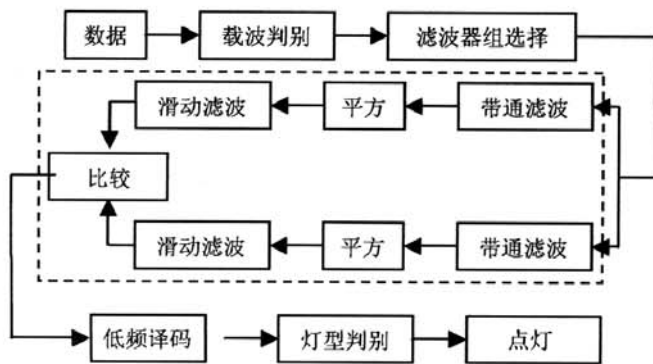 数据
载波判别
滤波器组选择
滑动滤波
平方
带通滤波
比较
滑动滤波
平方
带通滤波
低频译码
灯型判别
点灯